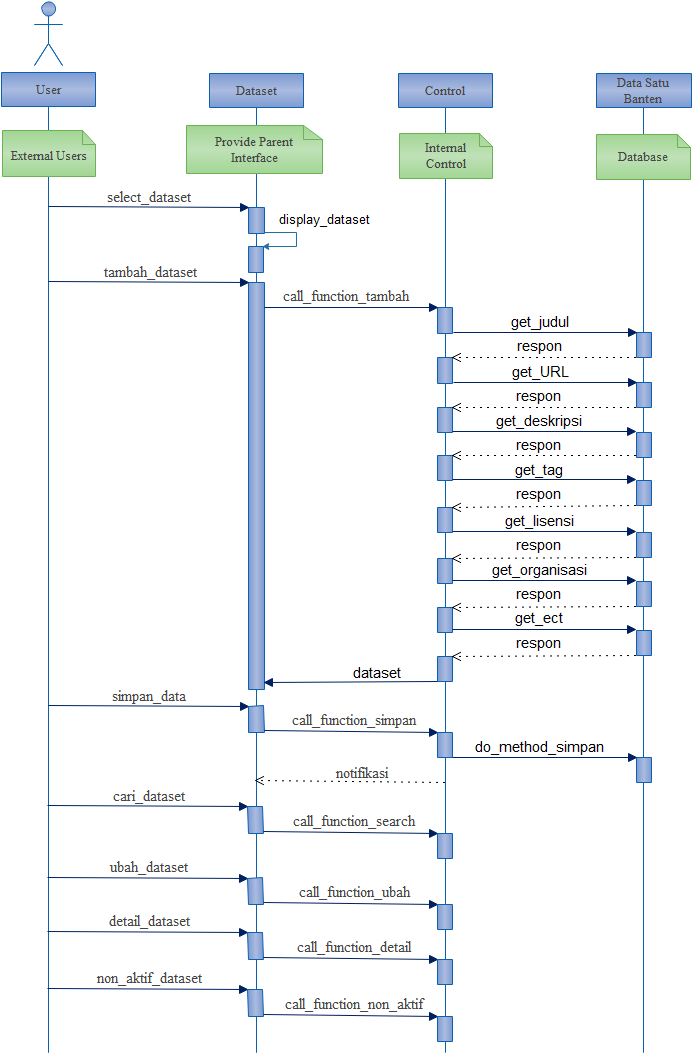 User
Dataset
Control
Data Satu
Banten
External Users
Provide Parent
Interface
Internal
Control
Database
select_dataset
display_dataset
tambah_dataset
call_function_tambah
get_judul
respon
get_URL
respon
get_deskripsi
respon
get_tag
respon
get_lisensi
respon
get_organisasi
respon
get_ect
respon
dataset
simpan_data
call_function_simpan
do_method_simpan
notifikasi
cari_dataset
call_function_search
ubah_dataset
call_function_ubah
detail_dataset
call_function_detail
non_aktif_dataset
call_function_non_aktif